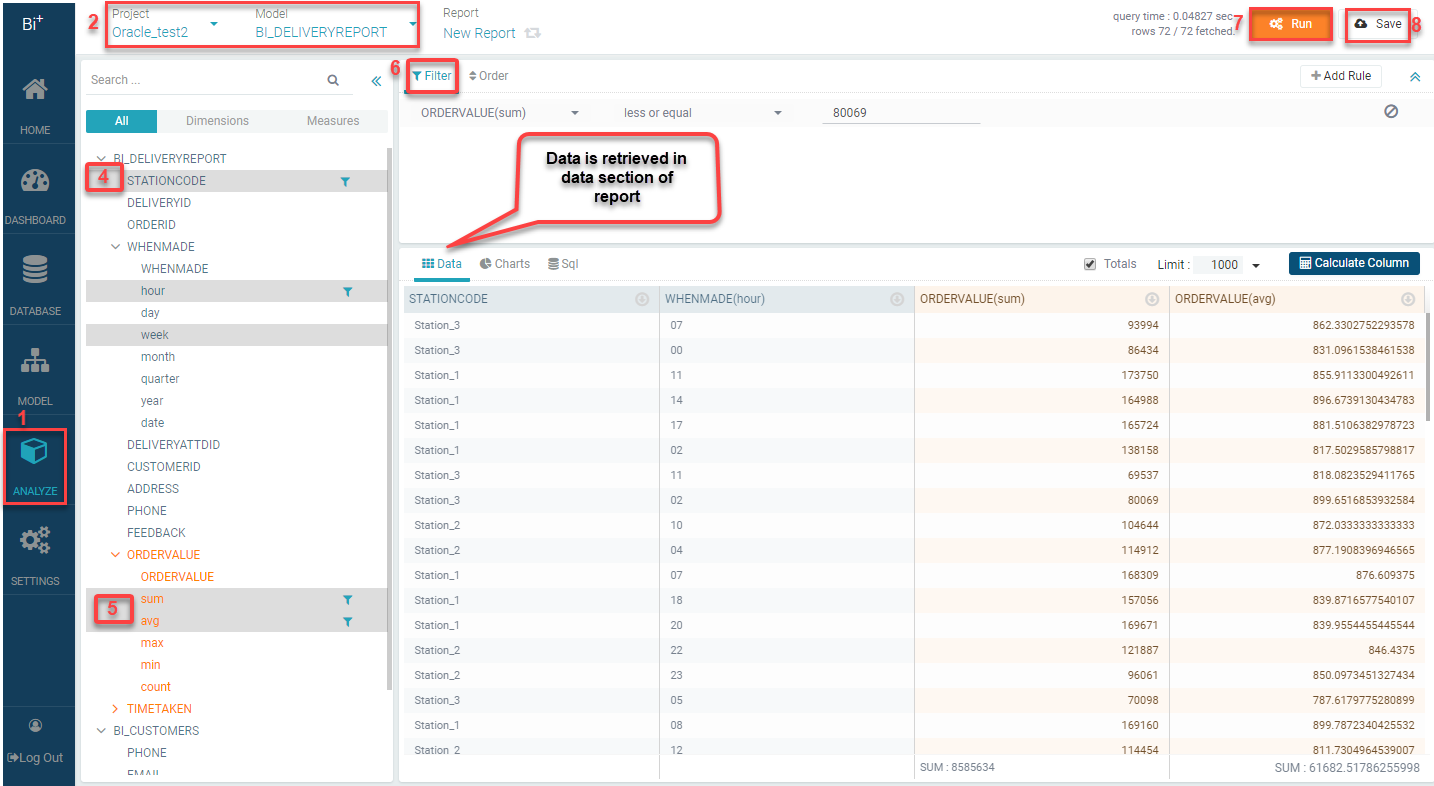 Bi+
HOME
DASHBOARD
DATABASE
MODEL
1
ANALYZE
SETTINGS
Log Out
2
Project
Oracle_test2
Model
BI_DELIVERYREPORT
Report
New Report
query time : 0.04827 sec
rows 72 / 72 fetched.
7
Run
Save
8
Search ...
All
Dimensions
Measures
BI_DELIVERYREPORT
4
STATIONCODE
DELIVERYID
ORDERID
WHENMADE
WHENMADE
hour
day
week
month
quarter
year
date
DELIVERYATTDID
CUSTOMERID
ADDRESS
PHONE
FEEDBACK
ORDERVALUE
ORDERVALUE
5
sum
avg
max
min
count
TIMETAKEN
BI_CUSTOMERS
PHONE
EMAIL
6
Filter
Order
Add Rule
ORDERVALUE(sum) less or equal 80069
Data is retrieved in
data section of
report
Data Charts Sql
Totals Limit : 1000
Calculate Column
STATIONCODE WHENMADE(hour) ORDERVALUE(sum) ORDERVALUE(avg)
Station_3 07 93994 862.3302752293578
Station_3 00 86434 831.0961538461538
Station_1 11 173750 855.9113300492611
Station_1 14 164988 896.6739130434783
Station_1 17 165724 881.5106382978723
Station_1 02 138158 817.5029585798817
Station_3 11 69537 818.0823529411765
Station_3 02 80069 899.6516853932584
Station_2 10 104644 872.0333333333333
Station_2 04 114912 877.1908396946565
Station_1 07 168309 876.609375
Station_1 18 157056 839.8716577540107
Station_1 20 169671 839.9554455445544
Station_2 22 121887 846.4375
Station_2 23 96061 850.0973451327434
Station_3 05 70098 787.6179775280899
Station_1 08 169160 899.7872340425532
Station_2 12 114454 811.7304964539007
SUM : 8585634 SUM : 61682.51786255998